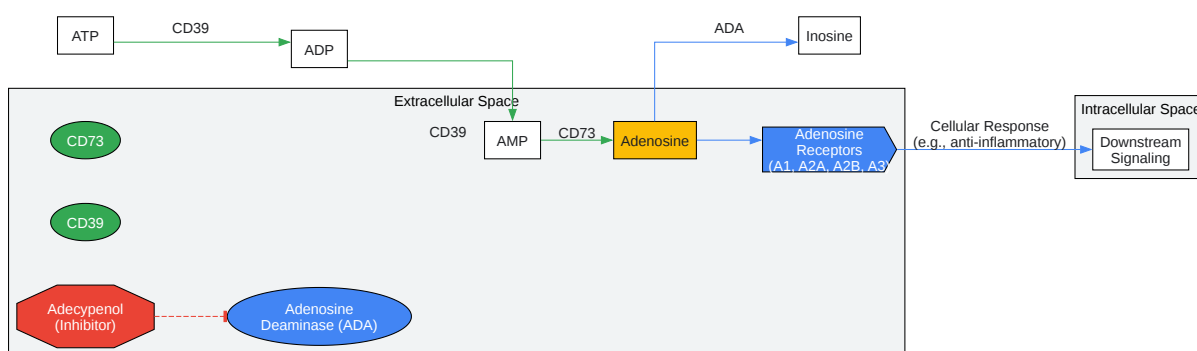 ATP
CD39
ADP
ADA
Inosine
Extracellular Space
Intracellular Space
CD73
CD39
AMP
CD73
Adenosine
Adenosine
Receptors
(A1, A2A, A2B, A3)
Cellular Response
(e.g., anti-inflammatory)
Downstream
Signaling
CD39
Adecypenol
(Inhibitor)
Adenosine
Deaminase (ADA)